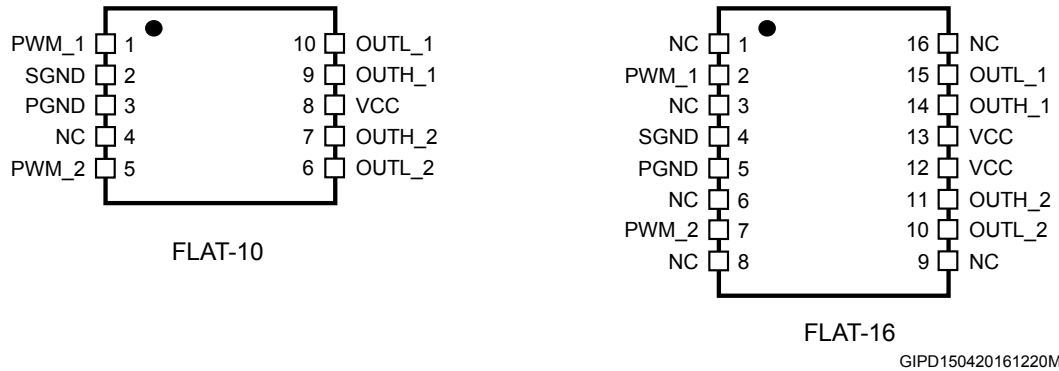 PWM_1 1 10 OUTL_1
SGND 2 9 OUTH_1
PGND 3 8 VCC
NC 4 7 OUTH_2
PWM_2 5 6 OUTL_2
FLAT-10
NC 1 16 NC
PWM_1 2 15 OUTL_1
NC 3 14 OUTH_1
SGND 4 13 VCC
PGND 5 12 VCC
NC 6 11 OUTH_2
PWM_2 7 10 OUTL_2
NC 8 9 NC
FLAT-16
GIPD150420161220M